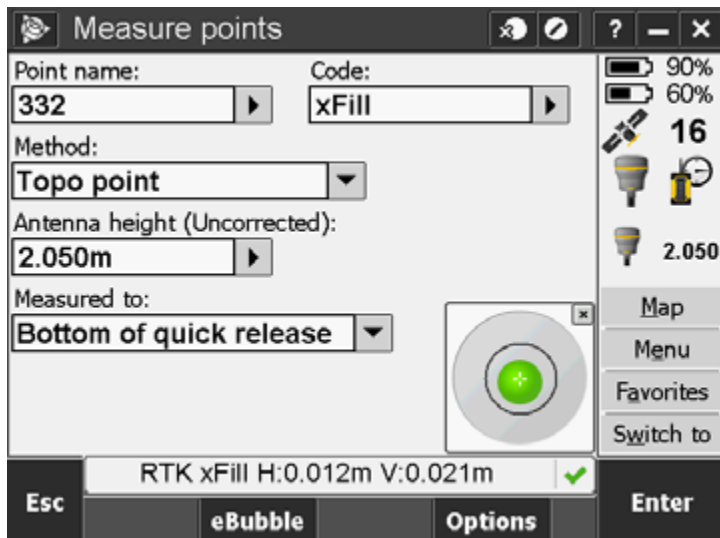 Measure points
? — ×
90%
60%
Point name: Code:
332 xFill
16
Method:
Topo point
Antenna height (Uncorrected):
2.050m
2.050
Measured to:
Bottom of quick release
Map
Menu
Favorites
Switch to
RTK xFill H:0.012m V:0.021m
Esc
eBubble
Options
Enter